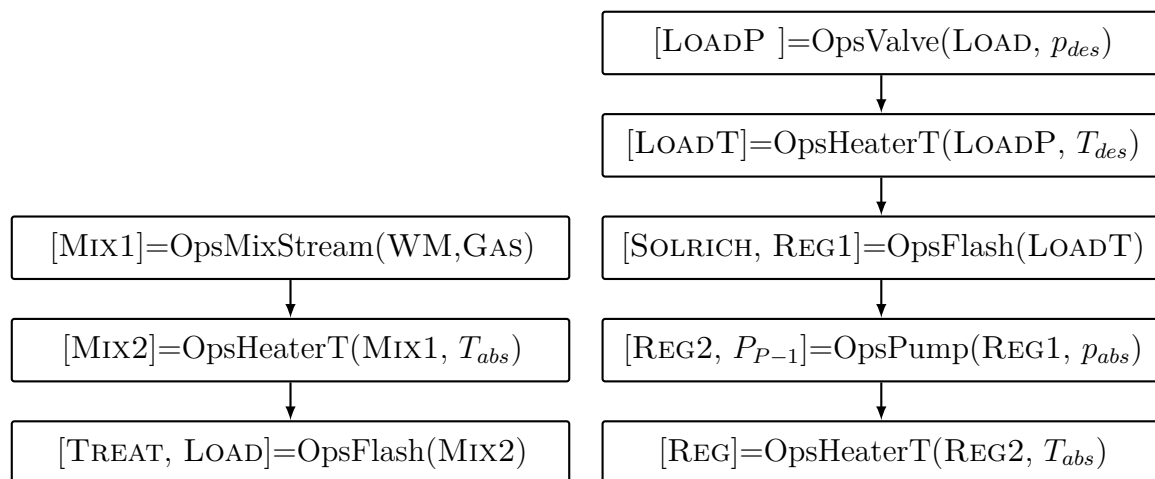 [MIX1]=OpsMixStream(WM,GAS)
[MIX2]=OpsHeaterT(MIX1, T_abs)
[TREAT, LOAD]=OpsFlash(MIX2)
[LOADP ]=OpsValve(LOAD, p_des)
[LOADT]=OpsHeaterT(LOADP, T_des)
[SOLRICH, REG1]=OpsFlash(LOADT)
[REG2, P_P−1]=OpsPump(REG1, p_abs)
[REG]=OpsHeaterT(REG2, T_abs)